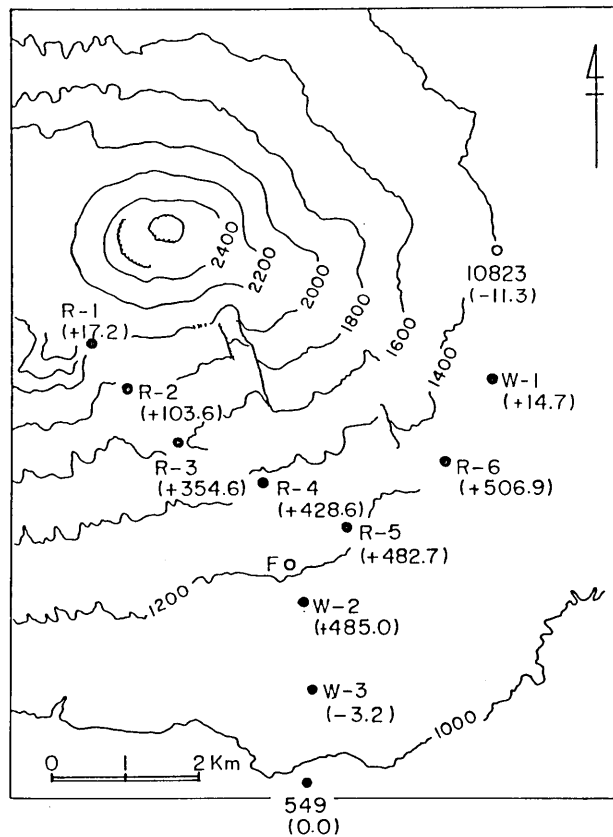 2400
2200
2000
1800
1600
1400
10823
(-11.3)
R-1
(+17.2)
W-1
(+14.7)
R-2
(+103.6)
R-3
(+354.6)
R-4
(+428.6)
R-6
(+506.9)
R-5
(+482.7)
F
1200
W-2
(+485.0)
W-3
(-3.2)
1000
0 1 2 Km
549
(0.0)